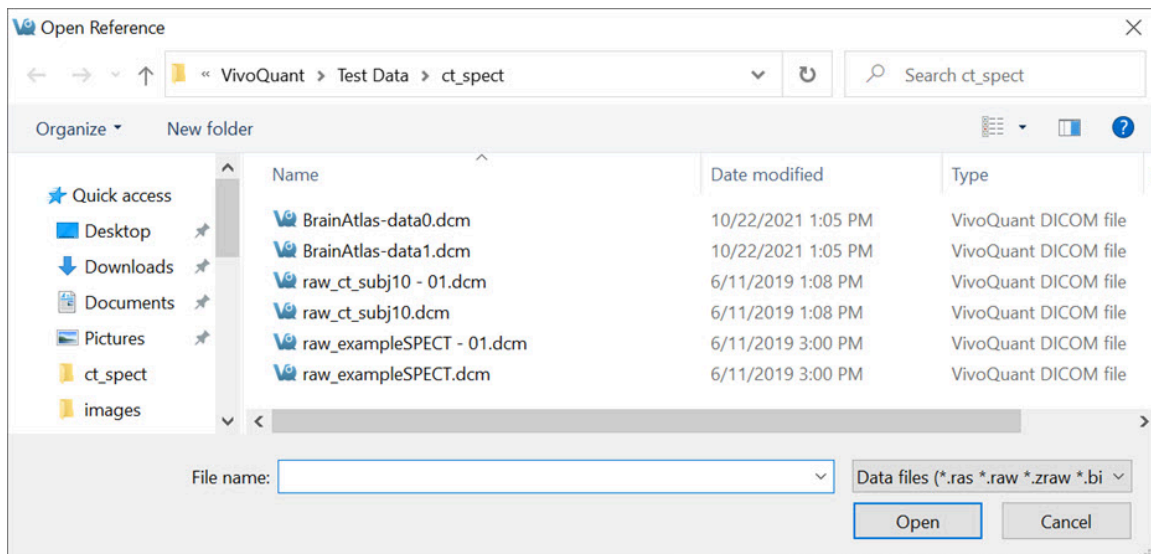 Open Reference
« VivoQuant > Test Data > ct_spect
Search ct_spect
Organize
New folder
Name Date modified Type
Quick access
Desktop
Downloads
Documents
Pictures
ct_spect
images
BrainAtlas-data0.dcm 10/22/2021 1:05 PM VivoQuant DICOM file
BrainAtlas-data1.dcm 10/22/2021 1:05 PM VivoQuant DICOM file
raw_ct_subj10 - 01.dcm 6/11/2019 1:08 PM VivoQuant DICOM file
raw_ct_subj10.dcm 6/11/2019 1:08 PM VivoQuant DICOM file
raw_exampleSPECT - 01.dcm 6/11/2019 3:00 PM VivoQuant DICOM file
raw_exampleSPECT.dcm 6/11/2019 3:00 PM VivoQuant DICOM file
File name:
Data files (*.ras *.raw *.zraw *.bi
Open
Cancel